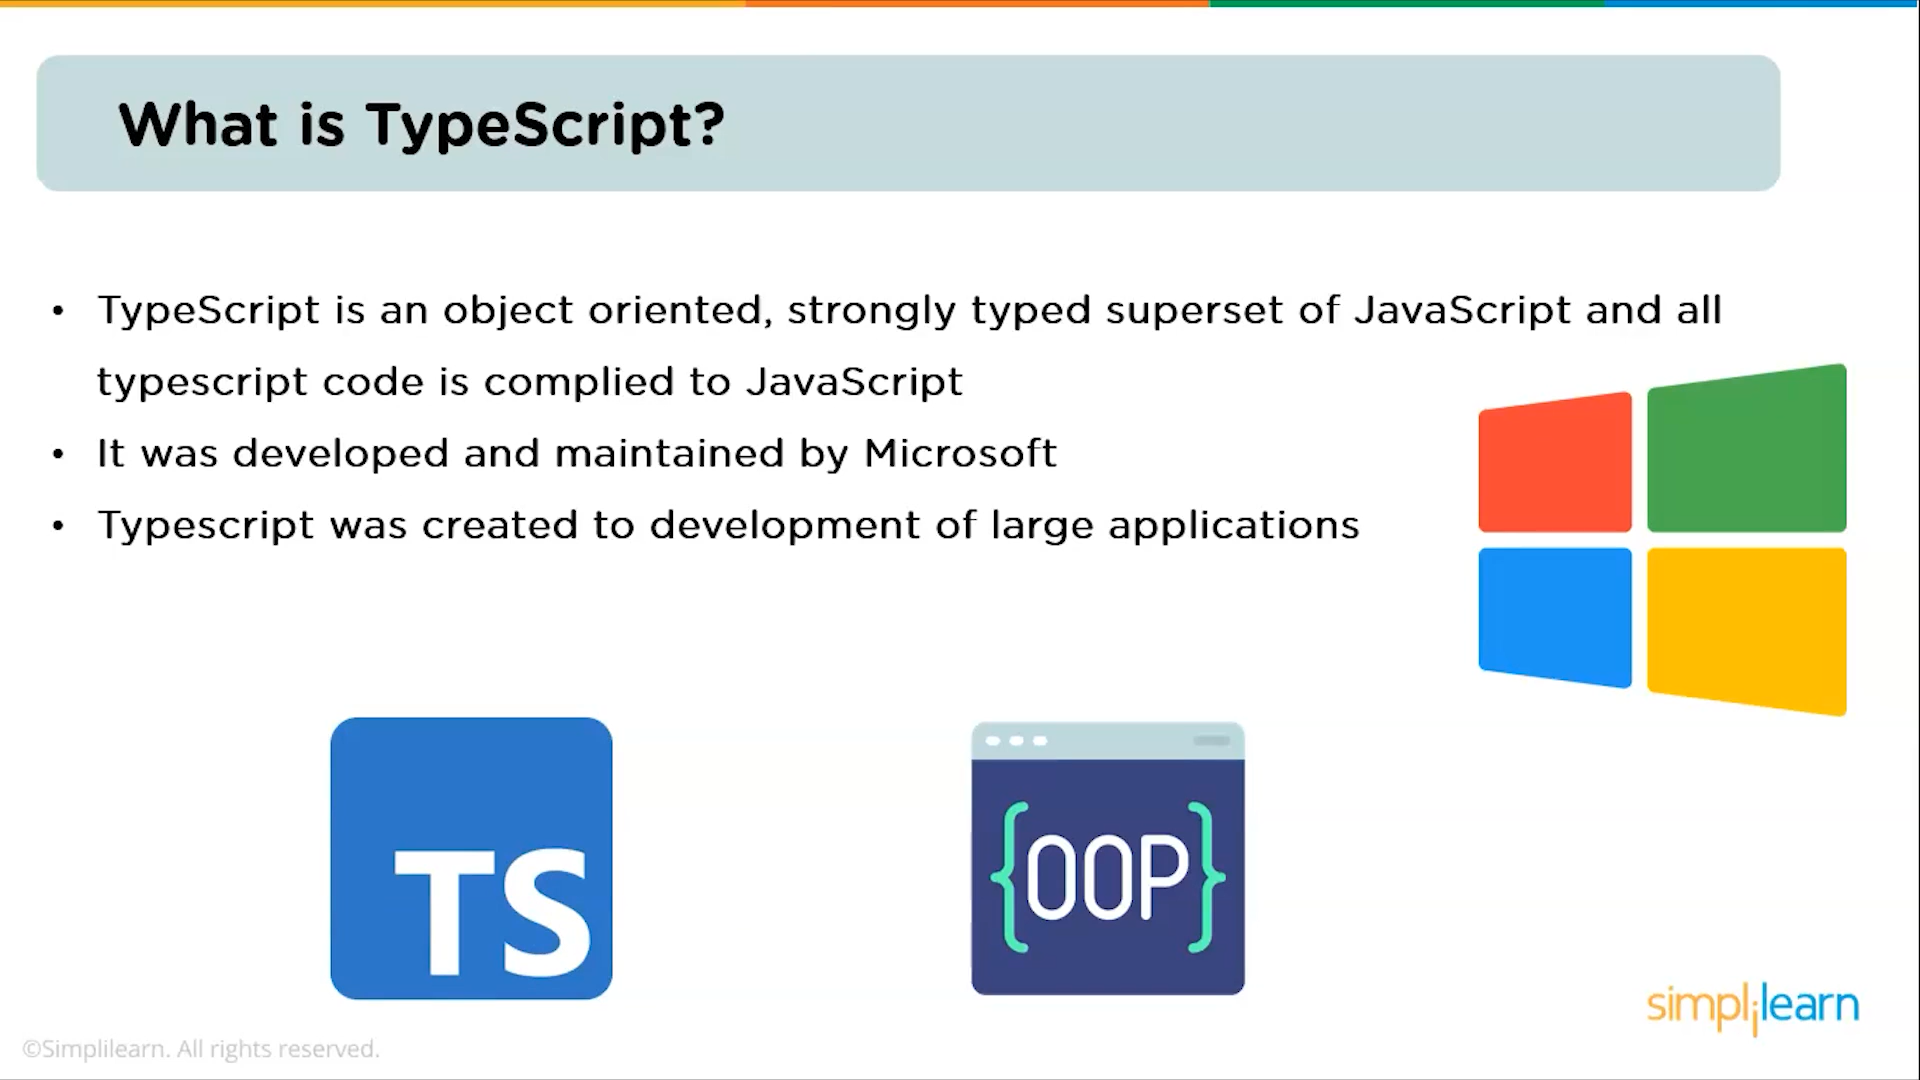 What is TypeScript?
• TypeScript is an object oriented, strongly typed superset of JavaScript and all
typescript code is complied to JavaScript
• It was developed and maintained by Microsoft
• Typescript was created to development of large applications
TS
{OOP}
simplilearn
©Simplilearn. All rights reserved.